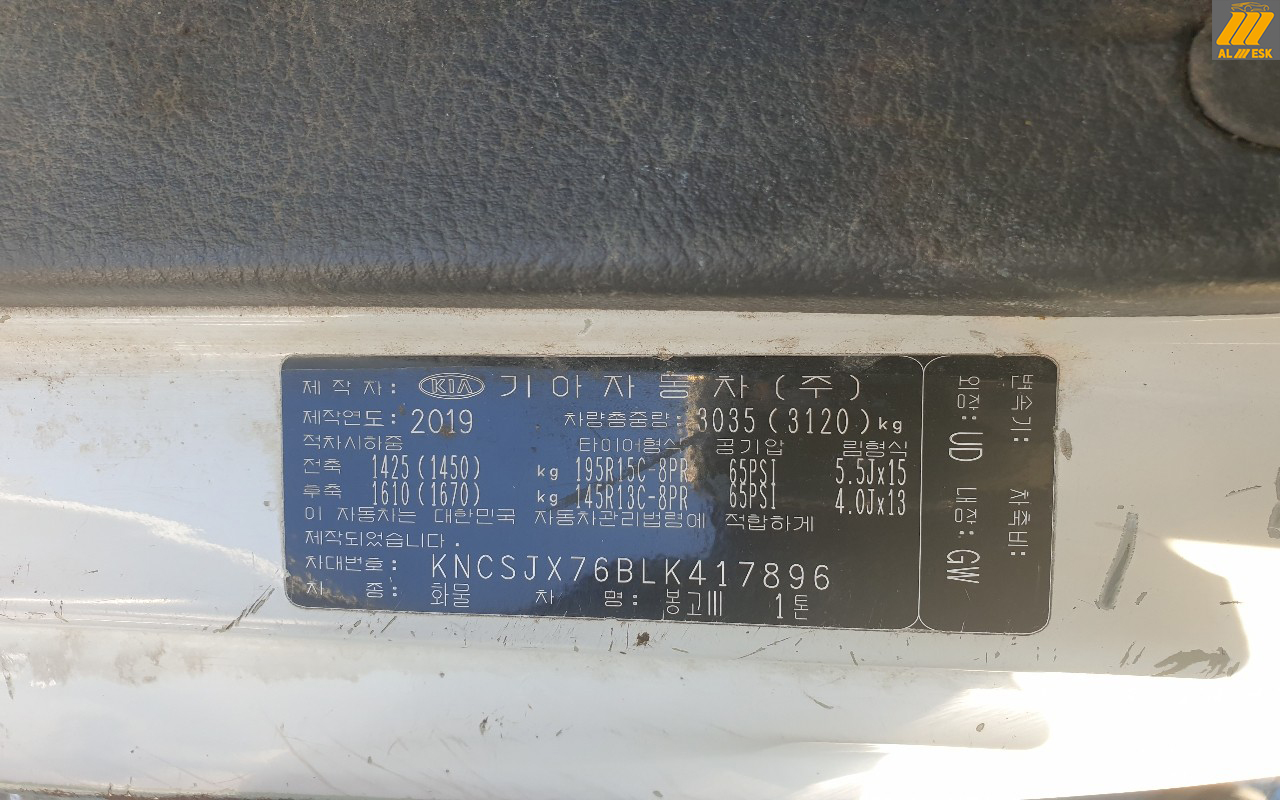 AL ESK
제 작 자: KIA 기아자동차(주)
제작연도: 2019 차량총중량: 3035(3120)kg
적차시하중 타이어형식 공기압 림형식
전축 1425(1450) kg 195R15C-8PR 65PSI 5.5Jx15
후축 1610(1670) kg 145R13C-8PR 65PSI 4.0Jx13
이 자동차는 대한민국 자동차관리법령에 적합하게
제작되었습니다.
차대번호: KNCSJX76BLK417896
차 종: 화물 차 명: 봉고Ⅲ 1톤
변속기: 차축비:
외장: UD 내장: GW